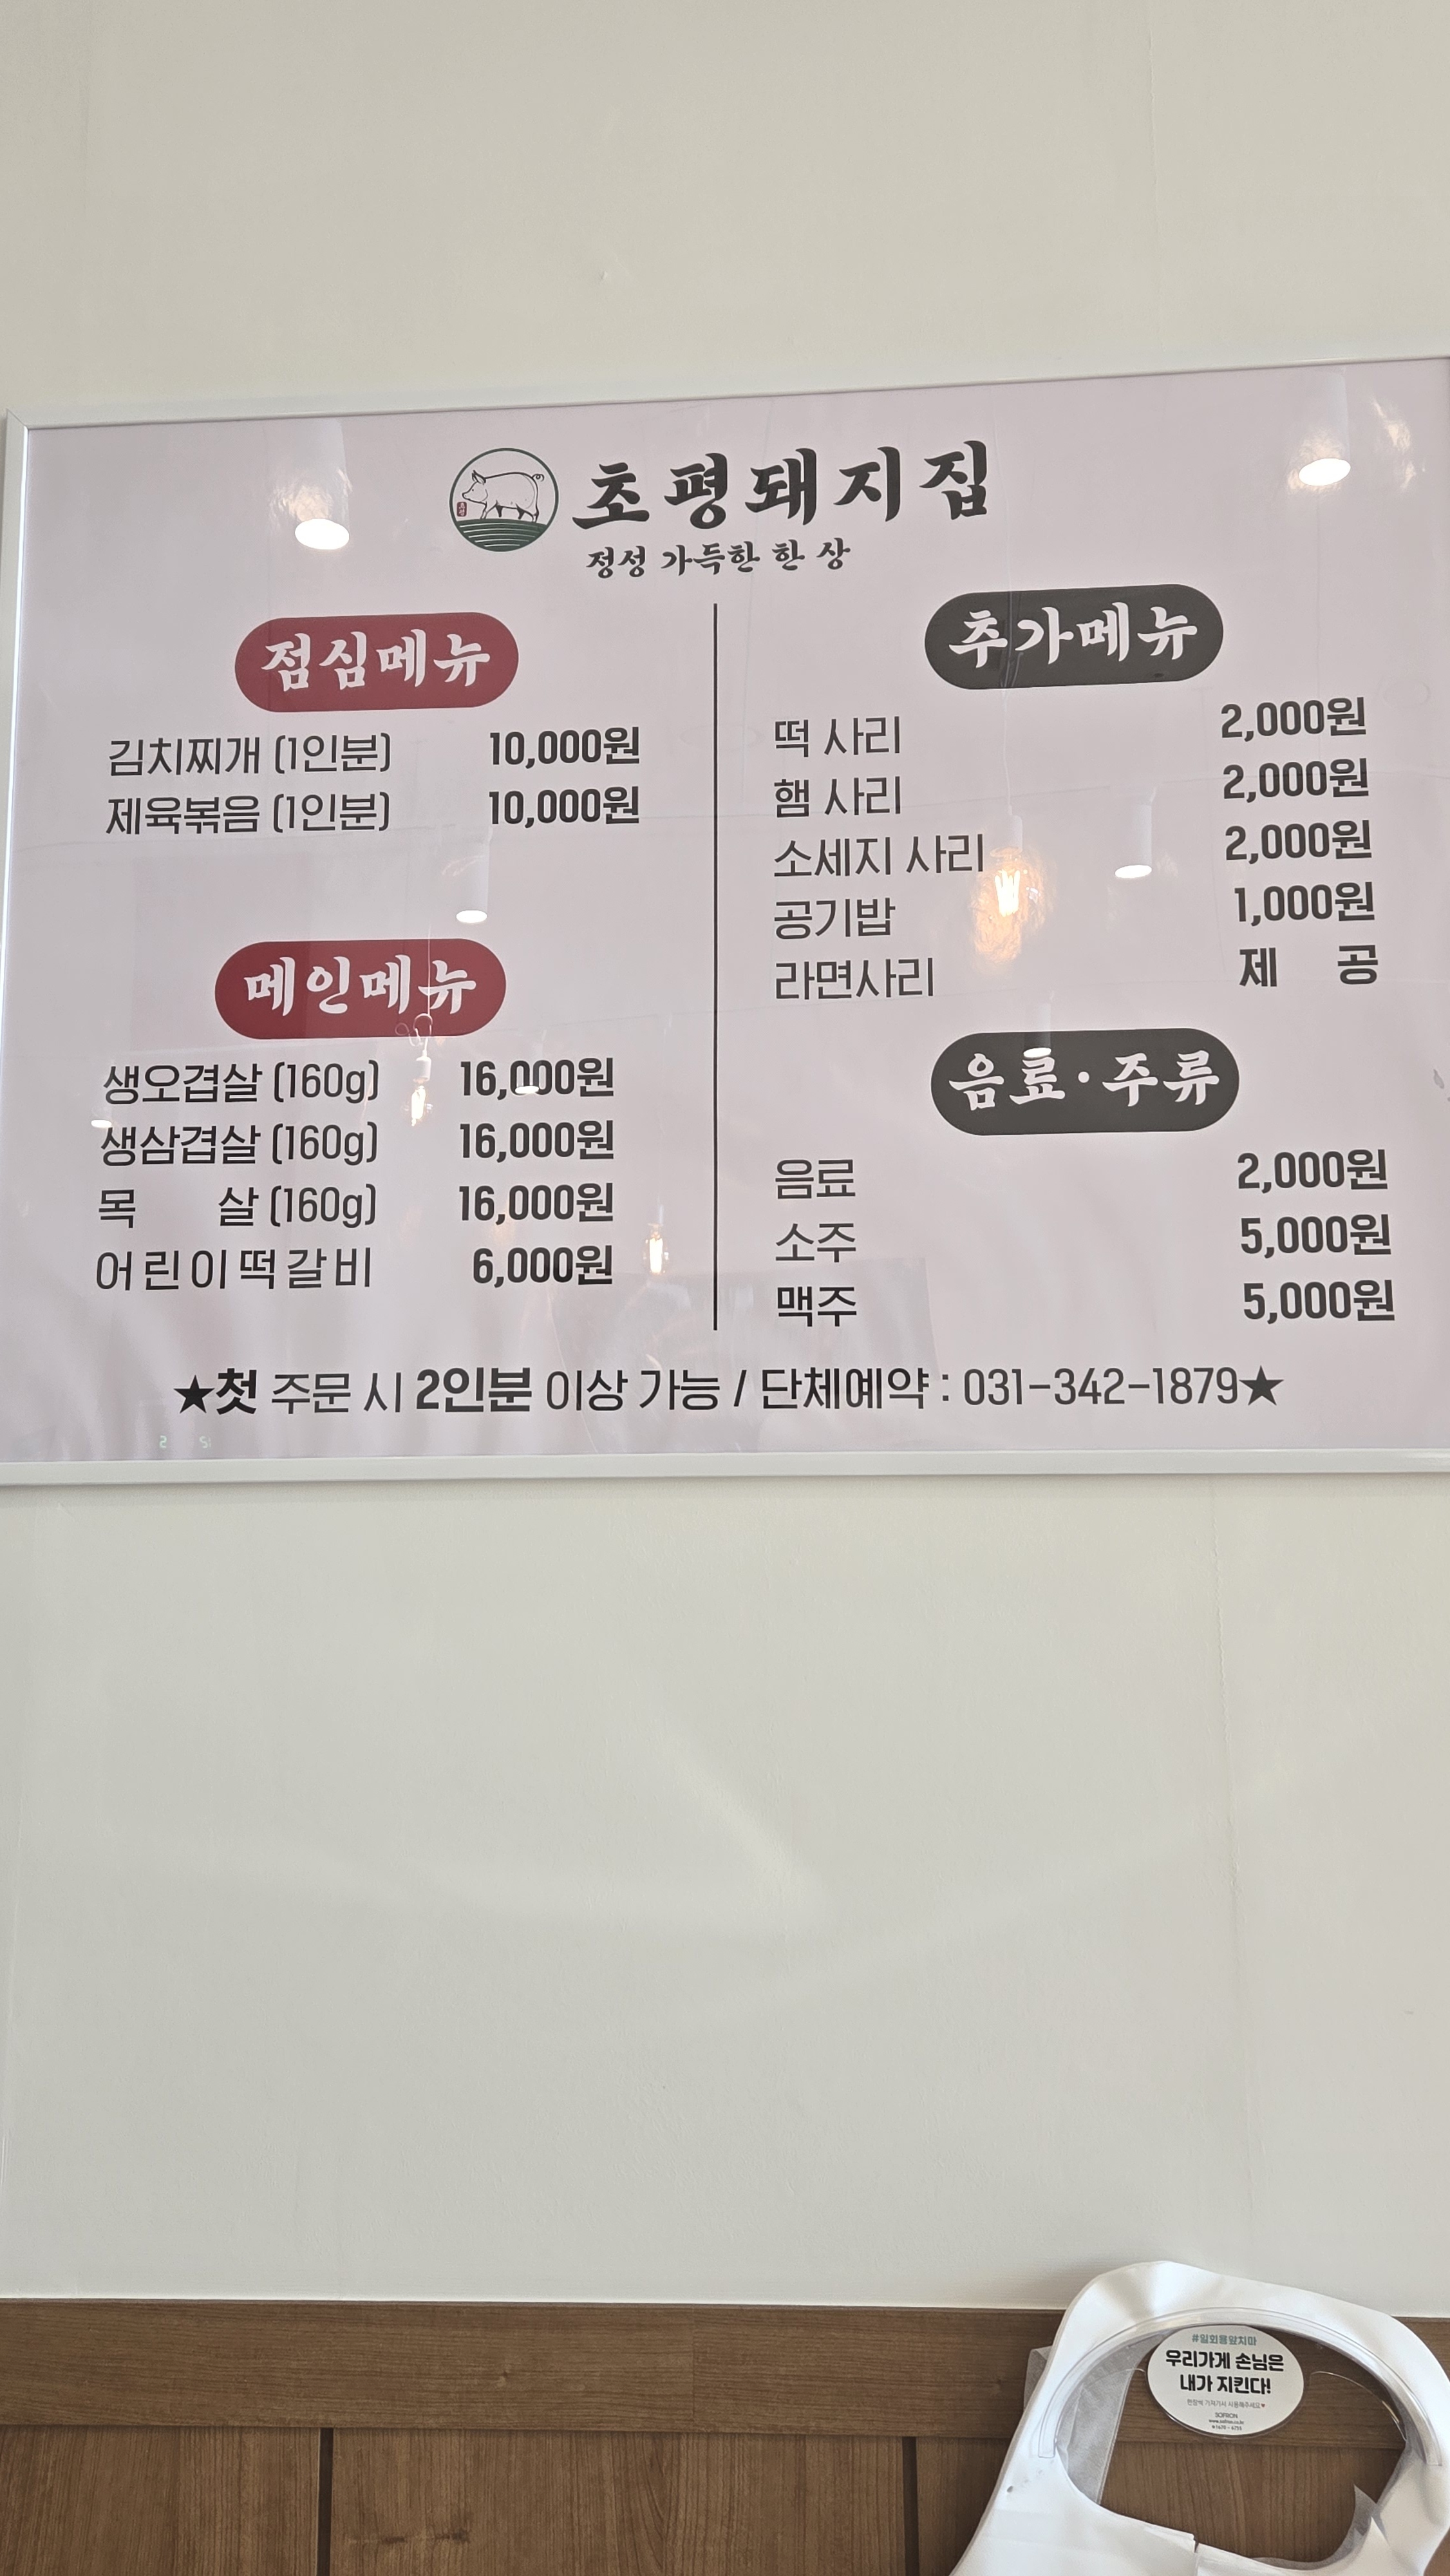 초평돼지집
정성 가득한 한 상
점심메뉴
김치찌개 (1인분) 10,000원
제육볶음 (1인분) 10,000원
메인메뉴
생오겹살 (160g) 16,000원
생삼겹살 (160g) 16,000원
목 살 (160g) 16,000원
어린이떡갈비 6,000원
추가메뉴
떡 사리 2,000원
햄 사리 2,000원
소세지 사리 2,000원
공기밥 1,000원
라면사리 제 공
음료·주류
음료 2,000원
소주 5,000원
맥주 5,000원
★첫 주문 시 2인분 이상 가능 / 단체예약 : 031-342-1879★
#일회용앞치마
우리가게 손님은
내가 지킨다!